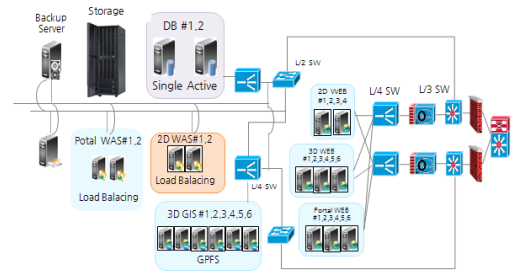 Backup
Server
Storage
DB #1,2
Single Active
L/2 SW
2D WEB
#1,2,3,4
L/4 SW
L/3 SW
Potal WAS#1,2
Load Balacing
2D WAS#1,2
Load Balacing
3D WEB
#1,2,3,4,5,6
L/4 SW
3D GIS #1,2,3,4,5,6
GPFS
Portal WEB
#1,2,3,4,5,6